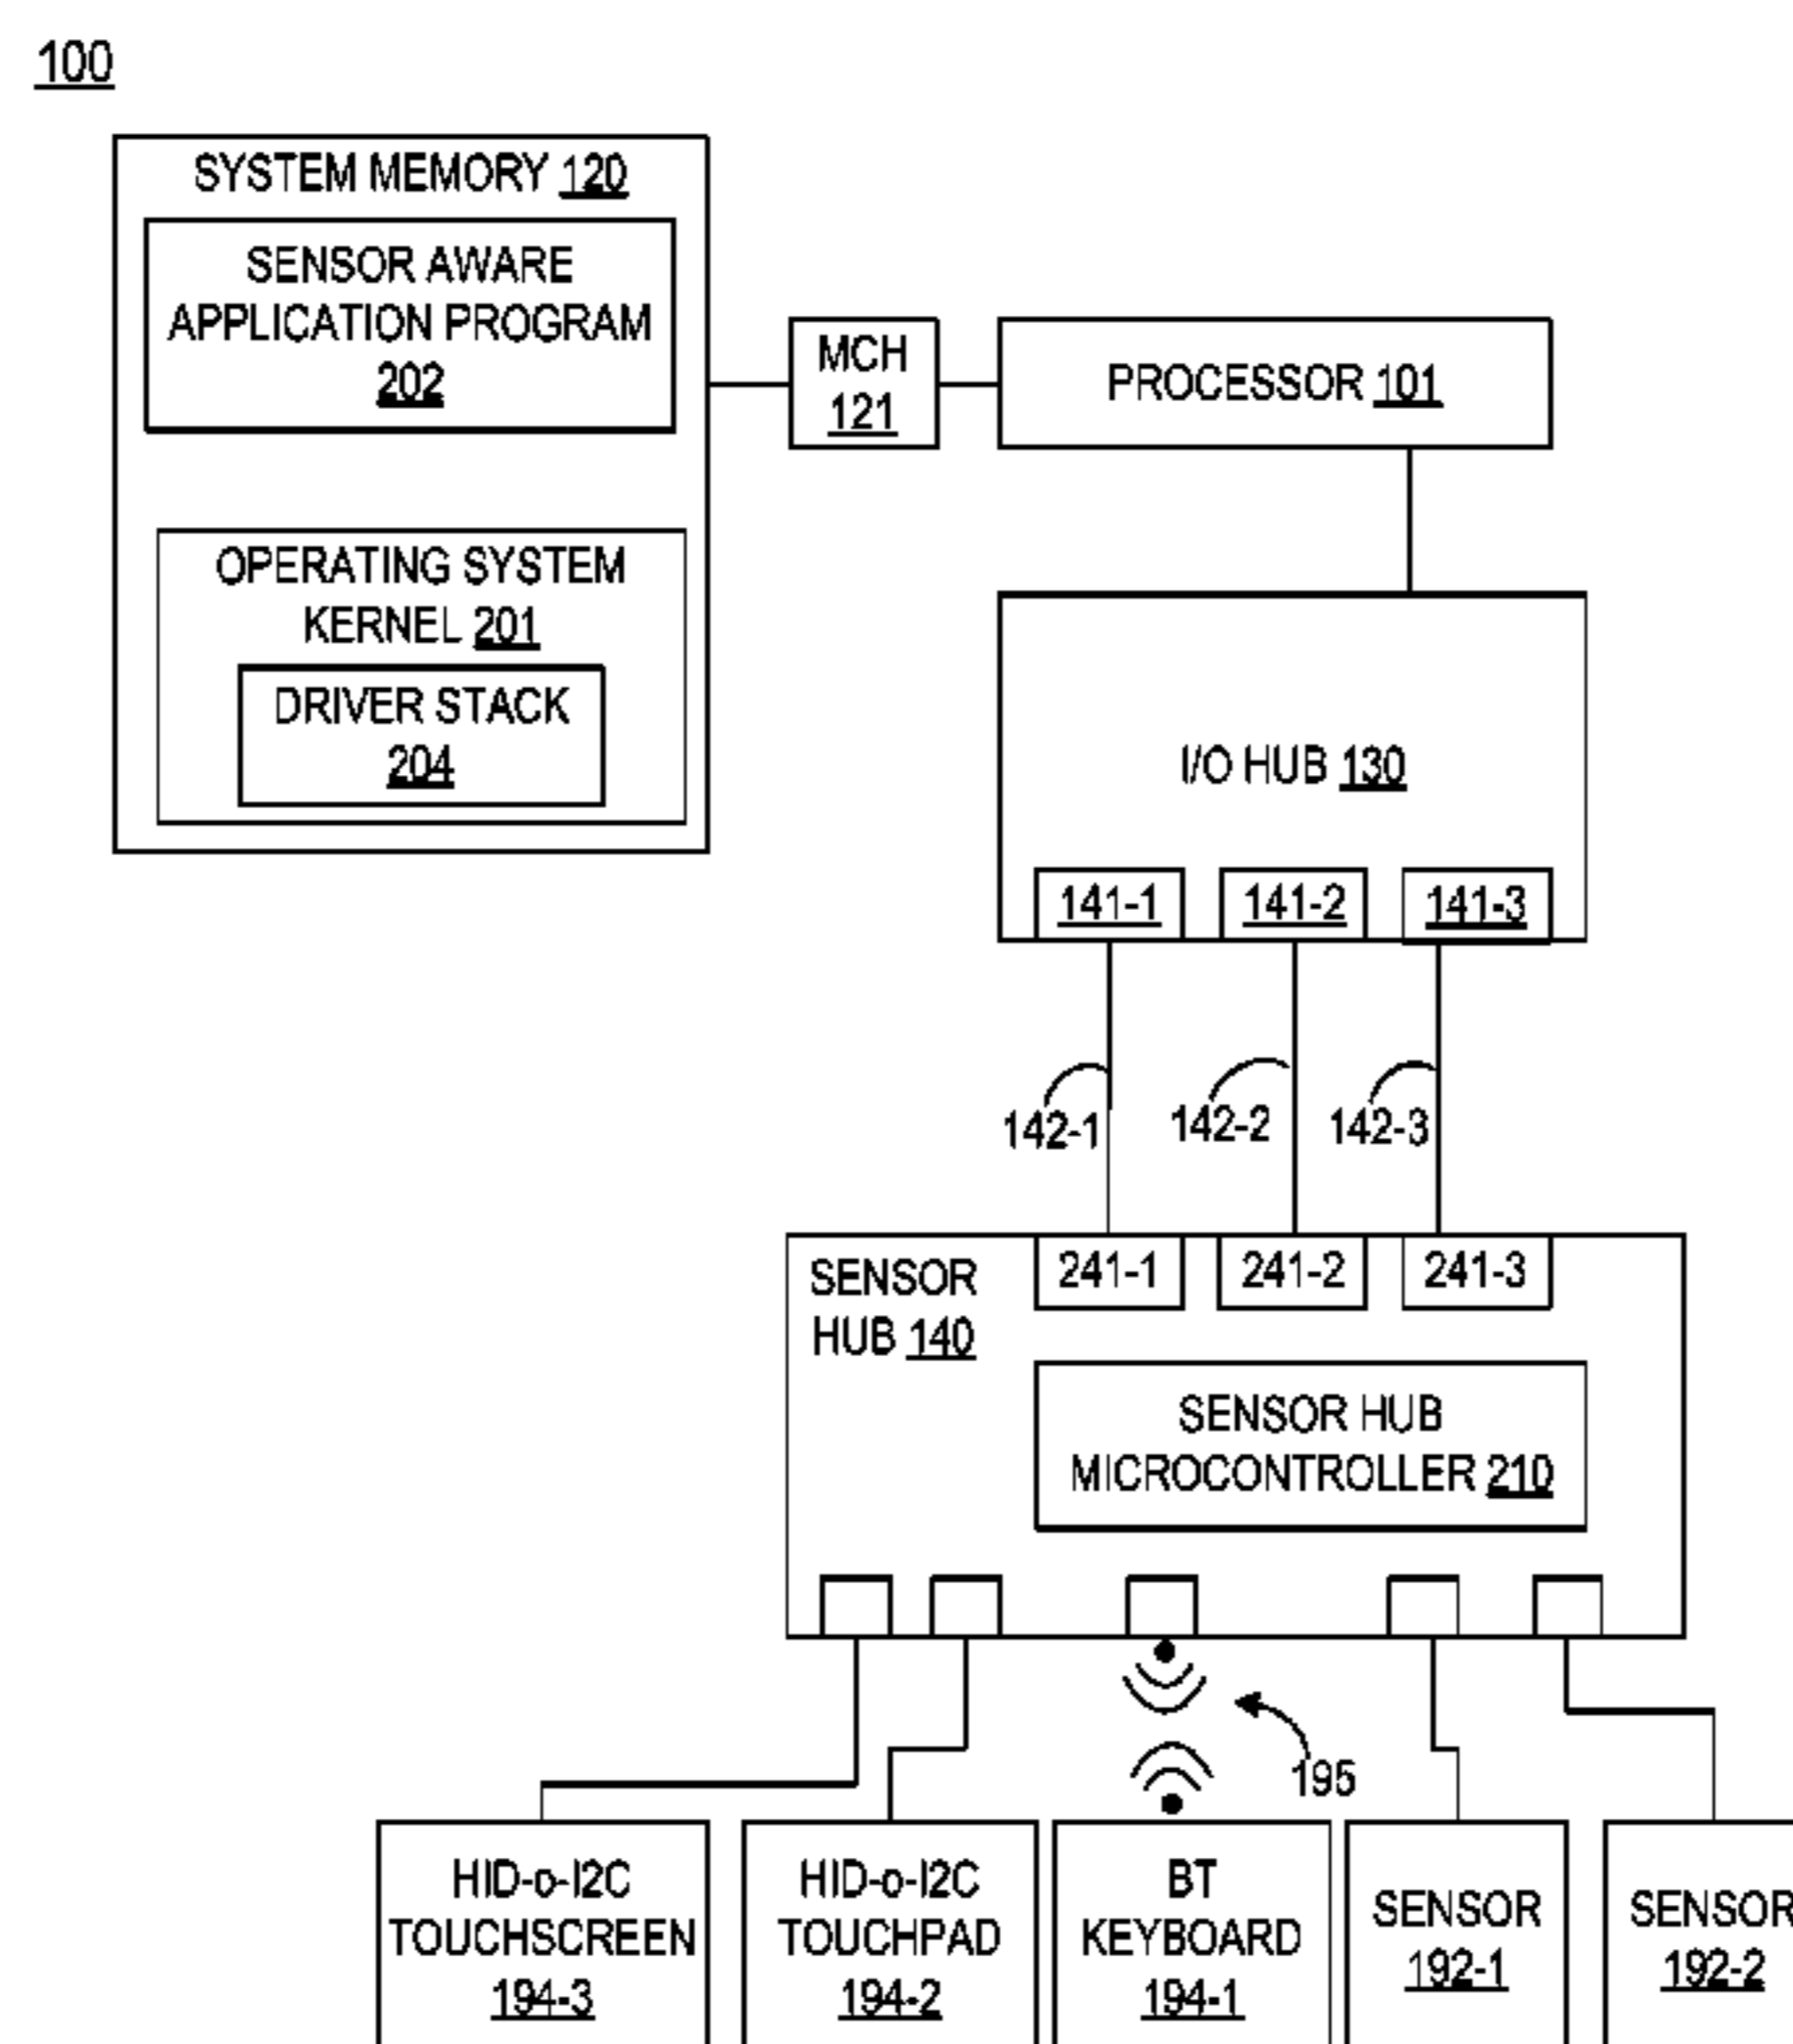 100
SYSTEM MEMORY 120
SENSOR AWARE
APPLICATION PROGRAM
202
OPERATING SYSTEM
KERNEL 201
DRIVER STACK
204
MCH
121
PROCESSOR 101
I/O HUB 130
141-1
141-2
141-3
142-1
142-2
142-3
SENSOR
HUB 140
241-1
241-2
241-3
SENSOR HUB
MICROCONTROLLER 210
195
HID-o-I2C
TOUCHSCREEN
194-3
HID-o-I2C
TOUCHPAD
194-2
BT
KEYBOARD
194-1
SENSOR
192-1
SENSOR
192-2